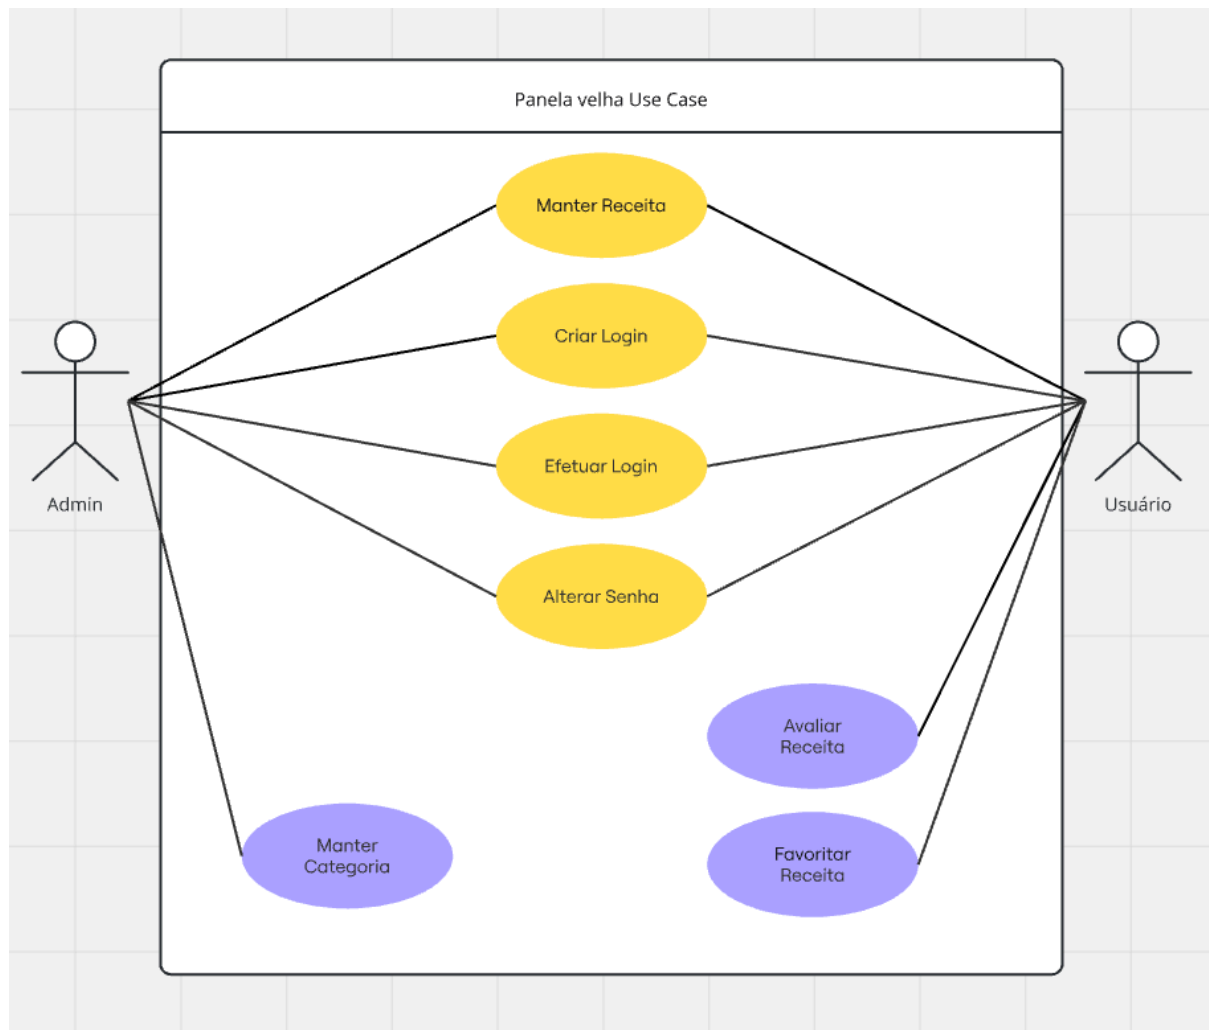 Panela velha Use Case
Manter Receita
Criar Login
Efetuar Login
Admin
Usuário
Alterar Senha
Avaliar
Receita
Manter
Categoria
Favoritar
Receita